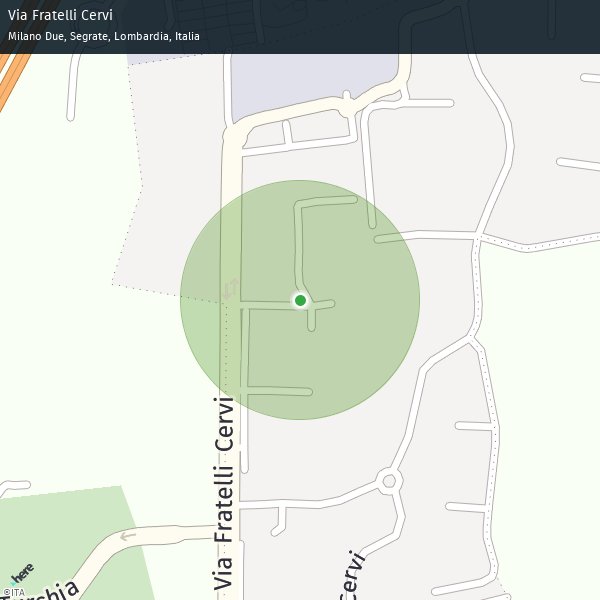 Via Fratelli Cervi
Milano Due, Segrate, Lombardia, Italia
Via Fratelli Cervi
Cervi
here
©ITA